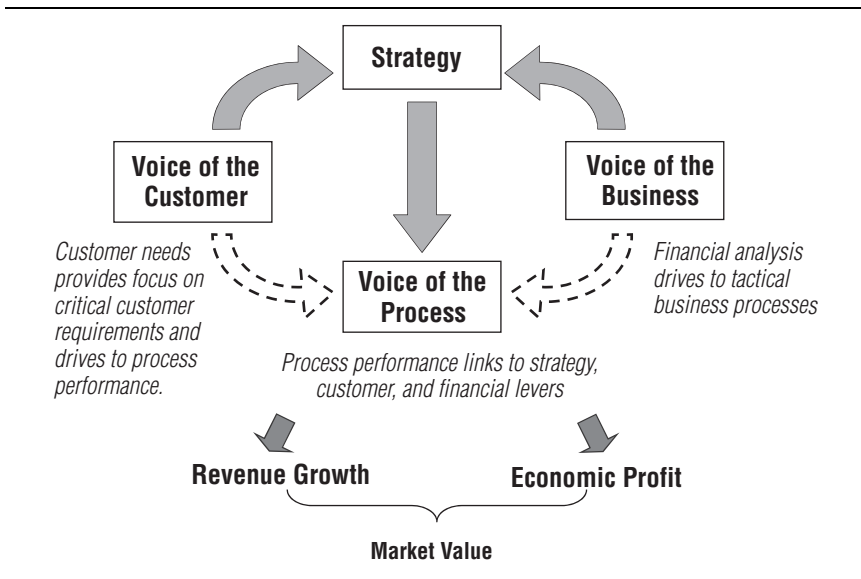 Strategy
Voice of the
Customer
Voice of the
Business
Customer needs
provides focus on
critical customer
requirements and
drives to process
performance.
Voice of the
Process
Financial analysis
drives to tactical
business processes
Process performance links to strategy,
customer, and financial levers
Revenue Growth
Economic Profit
Market Value